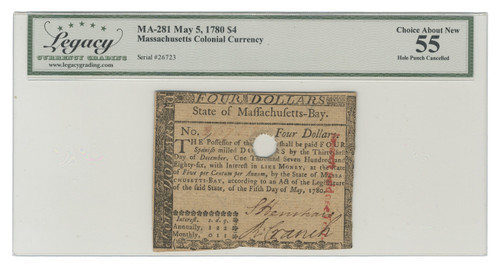 Legacy
CURRENCY GRADING
www.legacygrading.com
MA-281 May 5, 1780 $4
Massachusetts Colonial Currency
Serial #26723
Choice About New
55
Hole Punch Cancelled
FOUR DOLLARS
State of Massachusetts-Bay.
No. Four Dollars.
THE Possessor of this shall be paid FOUR
Spanish milled DOLLARS by the Thirty-first
Day of December, One Thousand Seven Hundred and
Eighty-six, with Interest in LIKE MONEY, at the Rate
of Five per Centum per Annum, by the State of MASSA-
CHUSETTS-BAY, according to an Act of the Legislature
of the said State, of the Fifth Day of May, 1780.
Interest. s. d. q.
Annually,
Monthly,
R Cranch